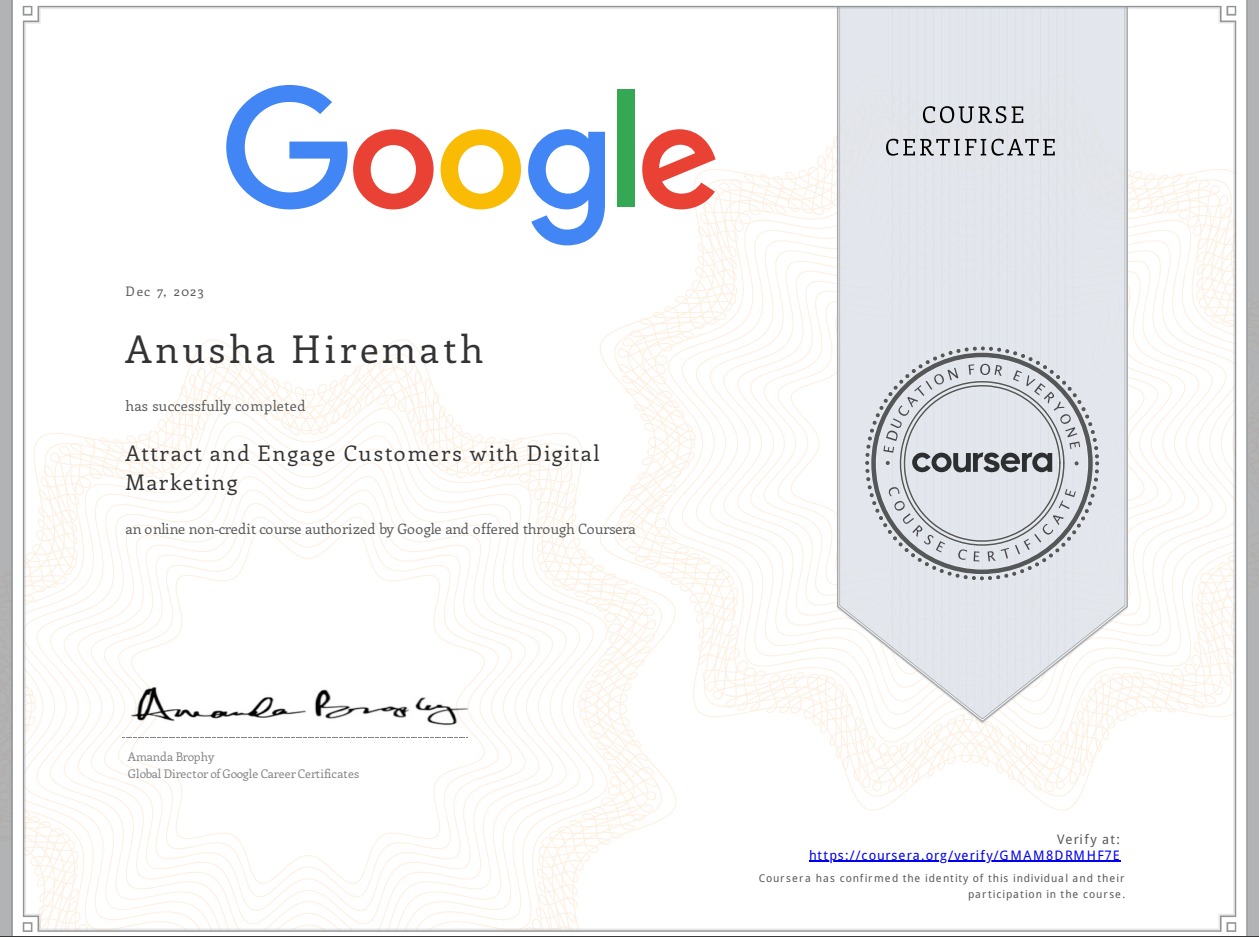 Google
COURSE
CERTIFICATE
Dec 7, 2023
Anusha Hiremath
has successfully completed
Attract and Engage Customers with Digital
Marketing
an online non-credit course authorized by Google and offered through Coursera
• EDUCATION FOR EVERYONE •
coursera
COURSE CERTIFICATE
Amanda Brophy
Amanda Brophy
Global Director of Google Career Certificates
Verify at:
https://coursera.org/verify/GMAM8DRMHF7E
Coursera has confirmed the identity of this individual and their
participation in the course.